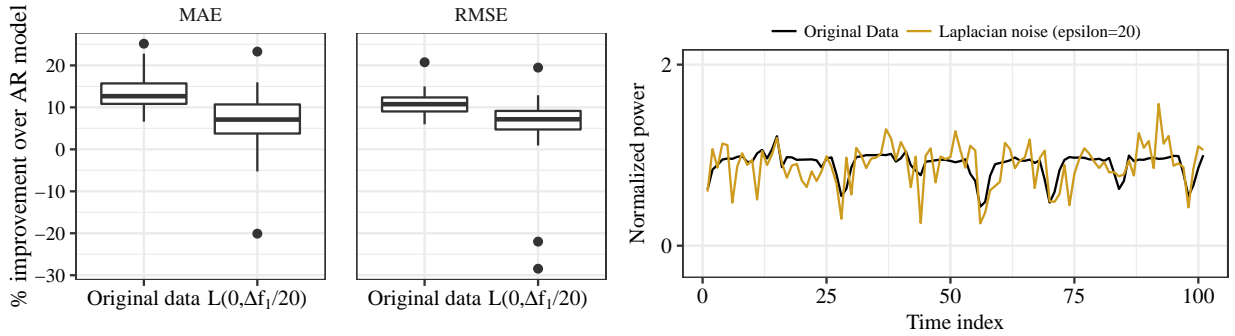 MAE
RMSE
% improvement over AR model
20
10
0
−10
−20
−30
Original data L(0,Δf₁/20)
Original data L(0,Δf₁/20)
Original Data Laplacian noise (epsilon=20)
Normalized power
2
1
0
0 25 50 75 100
Time index